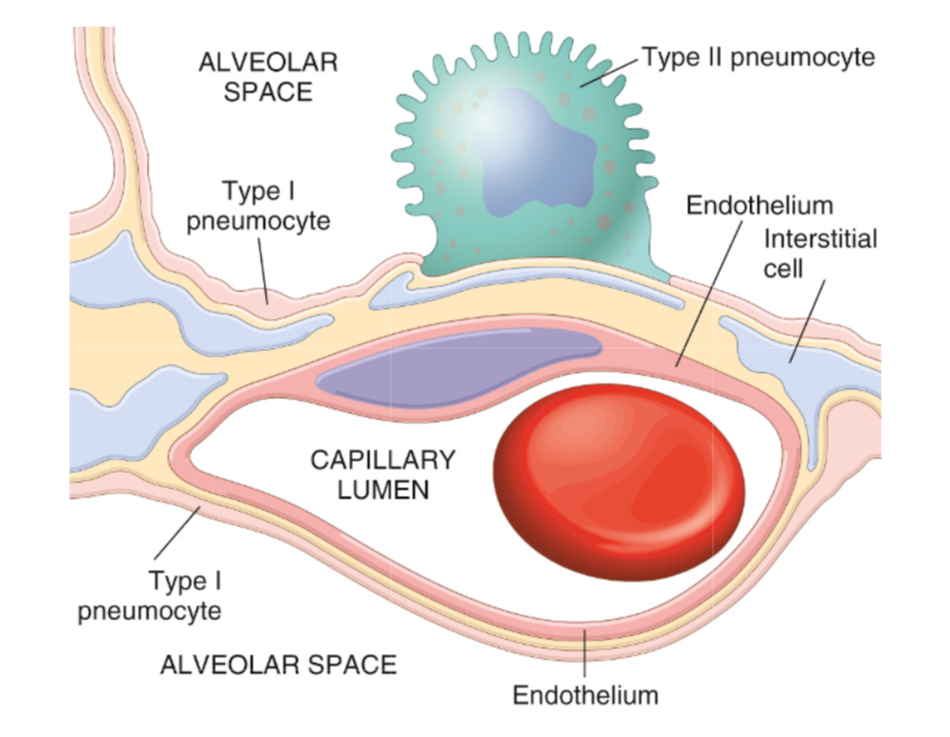 ALVEOLAR
SPACE
Type II pneumocyte
Type I
pneumocyte
Endothelium
Interstitial
cell
CAPILLARY
LUMEN
Type I
pneumocyte
ALVEOLAR SPACE
Endothelium